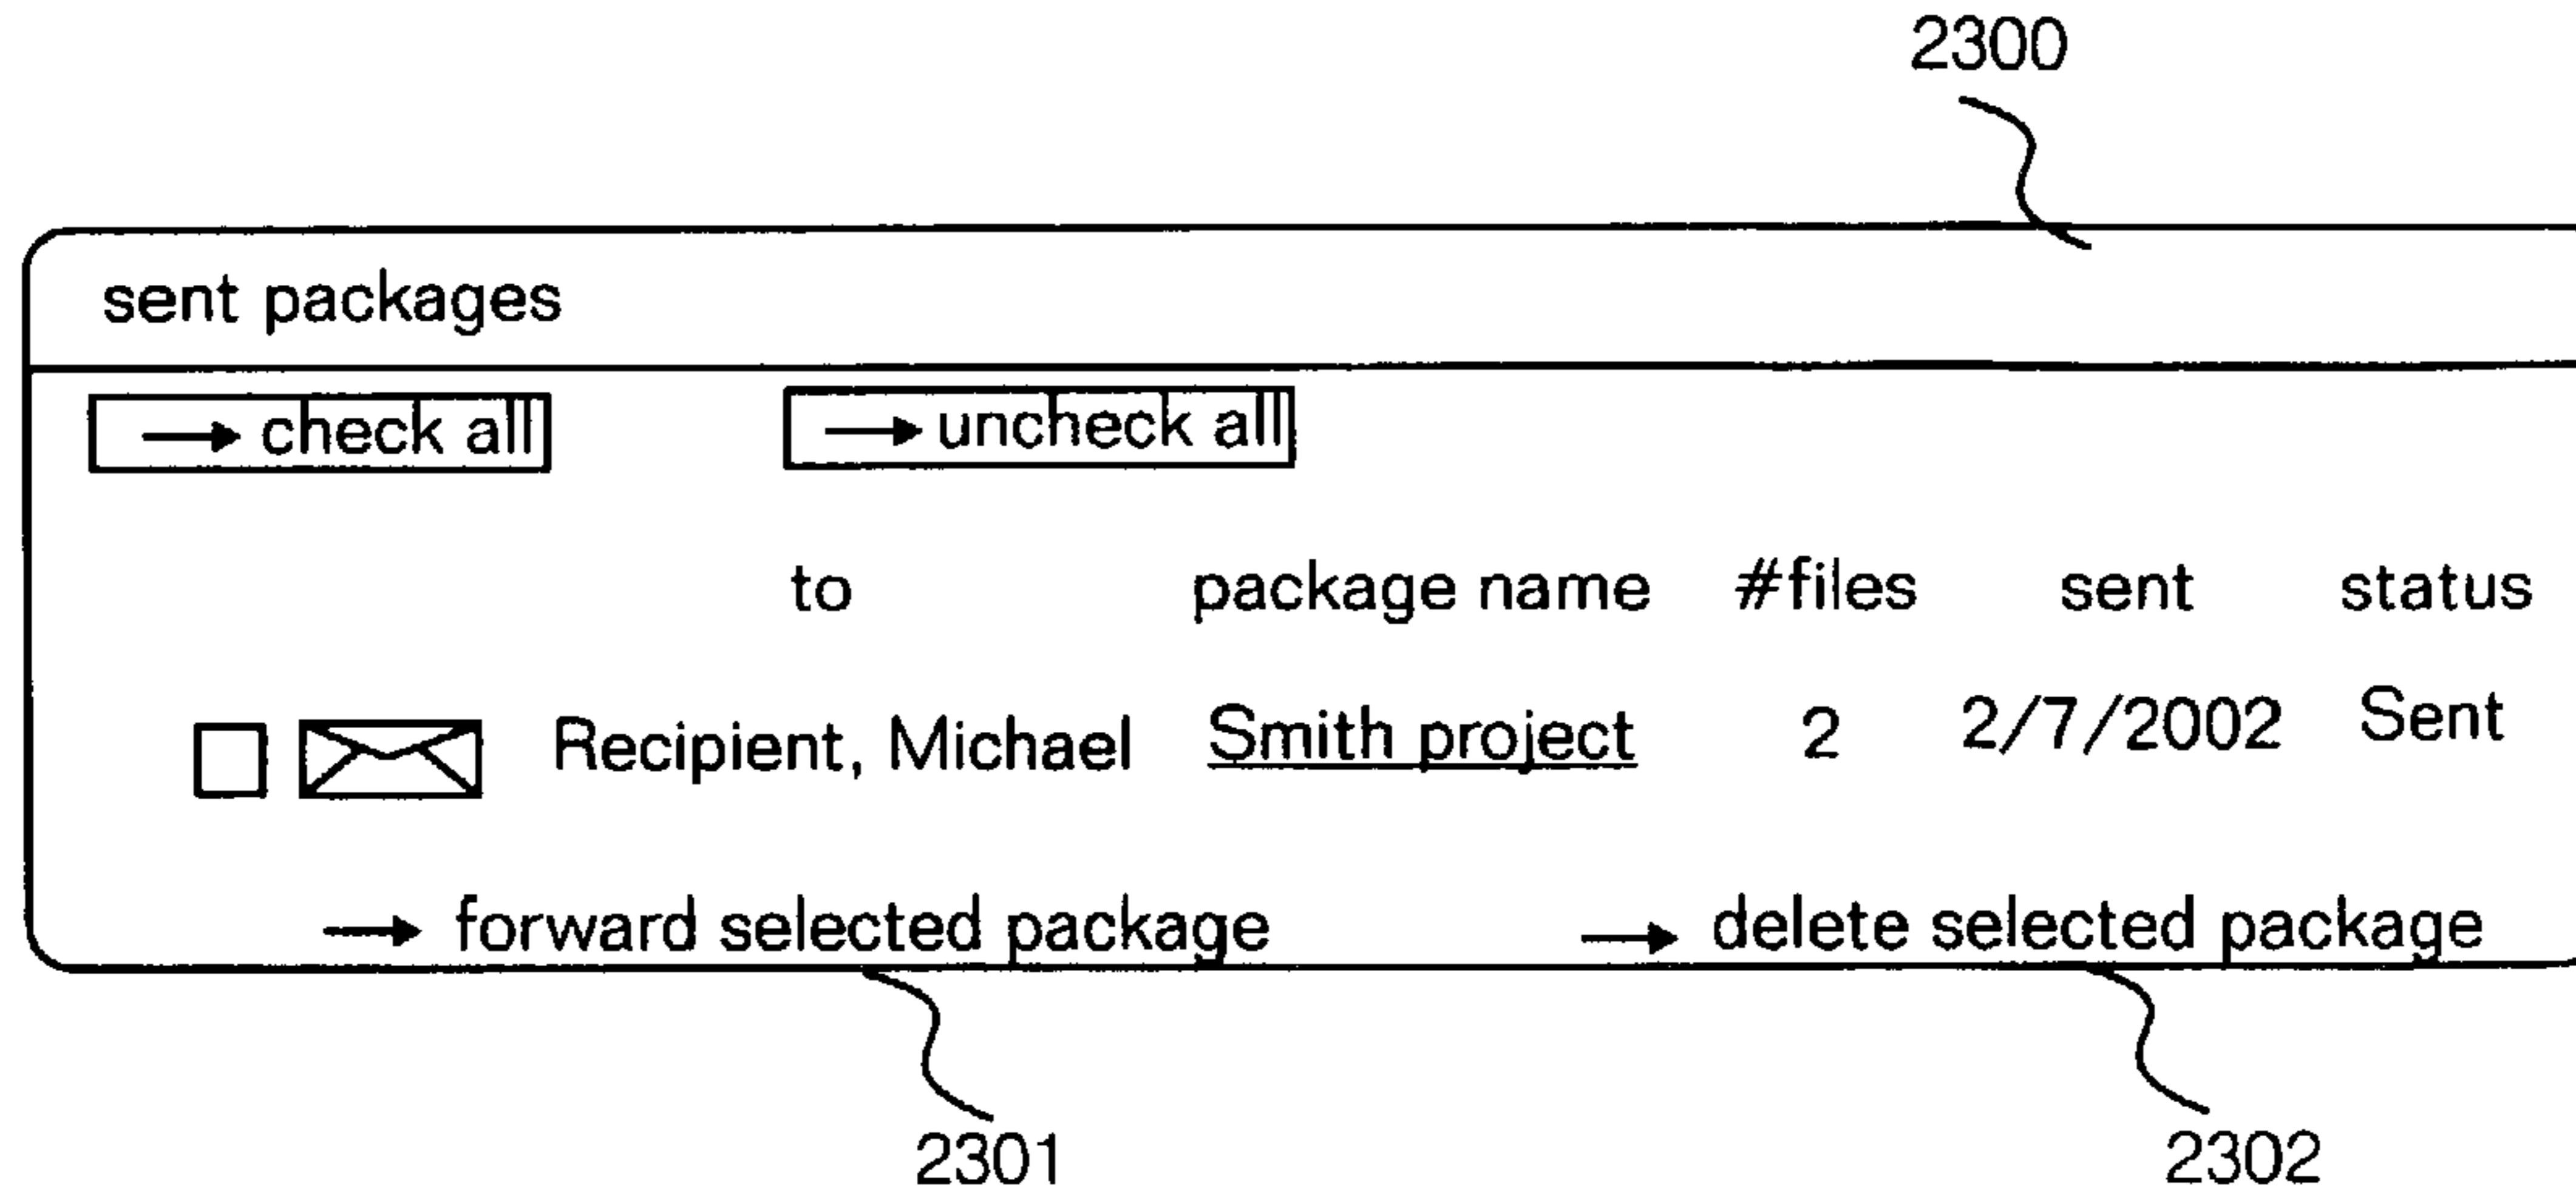 2300
sent packages
→ check all → uncheck all
to package name #files sent status
Recipient, Michael Smith project 2 2/7/2002 Sent
→ forward selected package → delete selected package
2301 2302